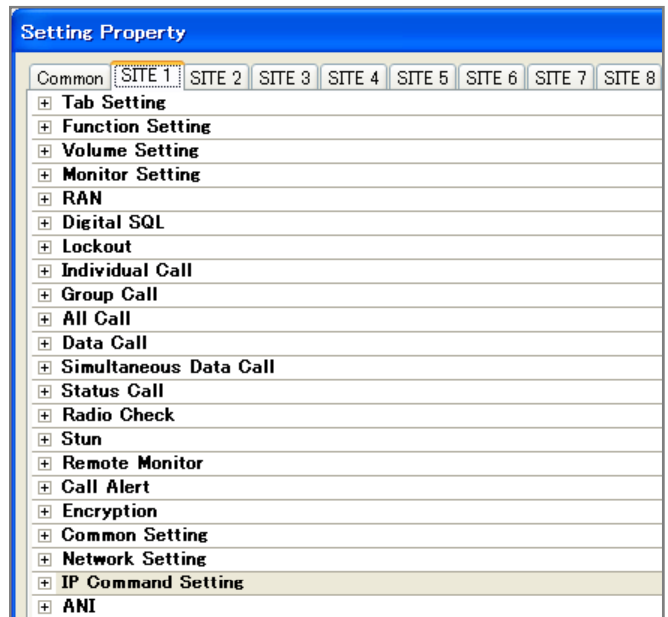 Setting Property
Common SITE 1 SITE 2 SITE 3 SITE 4 SITE 5 SITE 6 SITE 7 SITE 8
Tab Setting
Function Setting
Volume Setting
Monitor Setting
RAN
Digital SQL
Lockout
Individual Call
Group Call
All Call
Data Call
Simultaneous Data Call
Status Call
Radio Check
Stun
Remote Monitor
Call Alert
Encryption
Common Setting
Network Setting
IP Command Setting
ANI